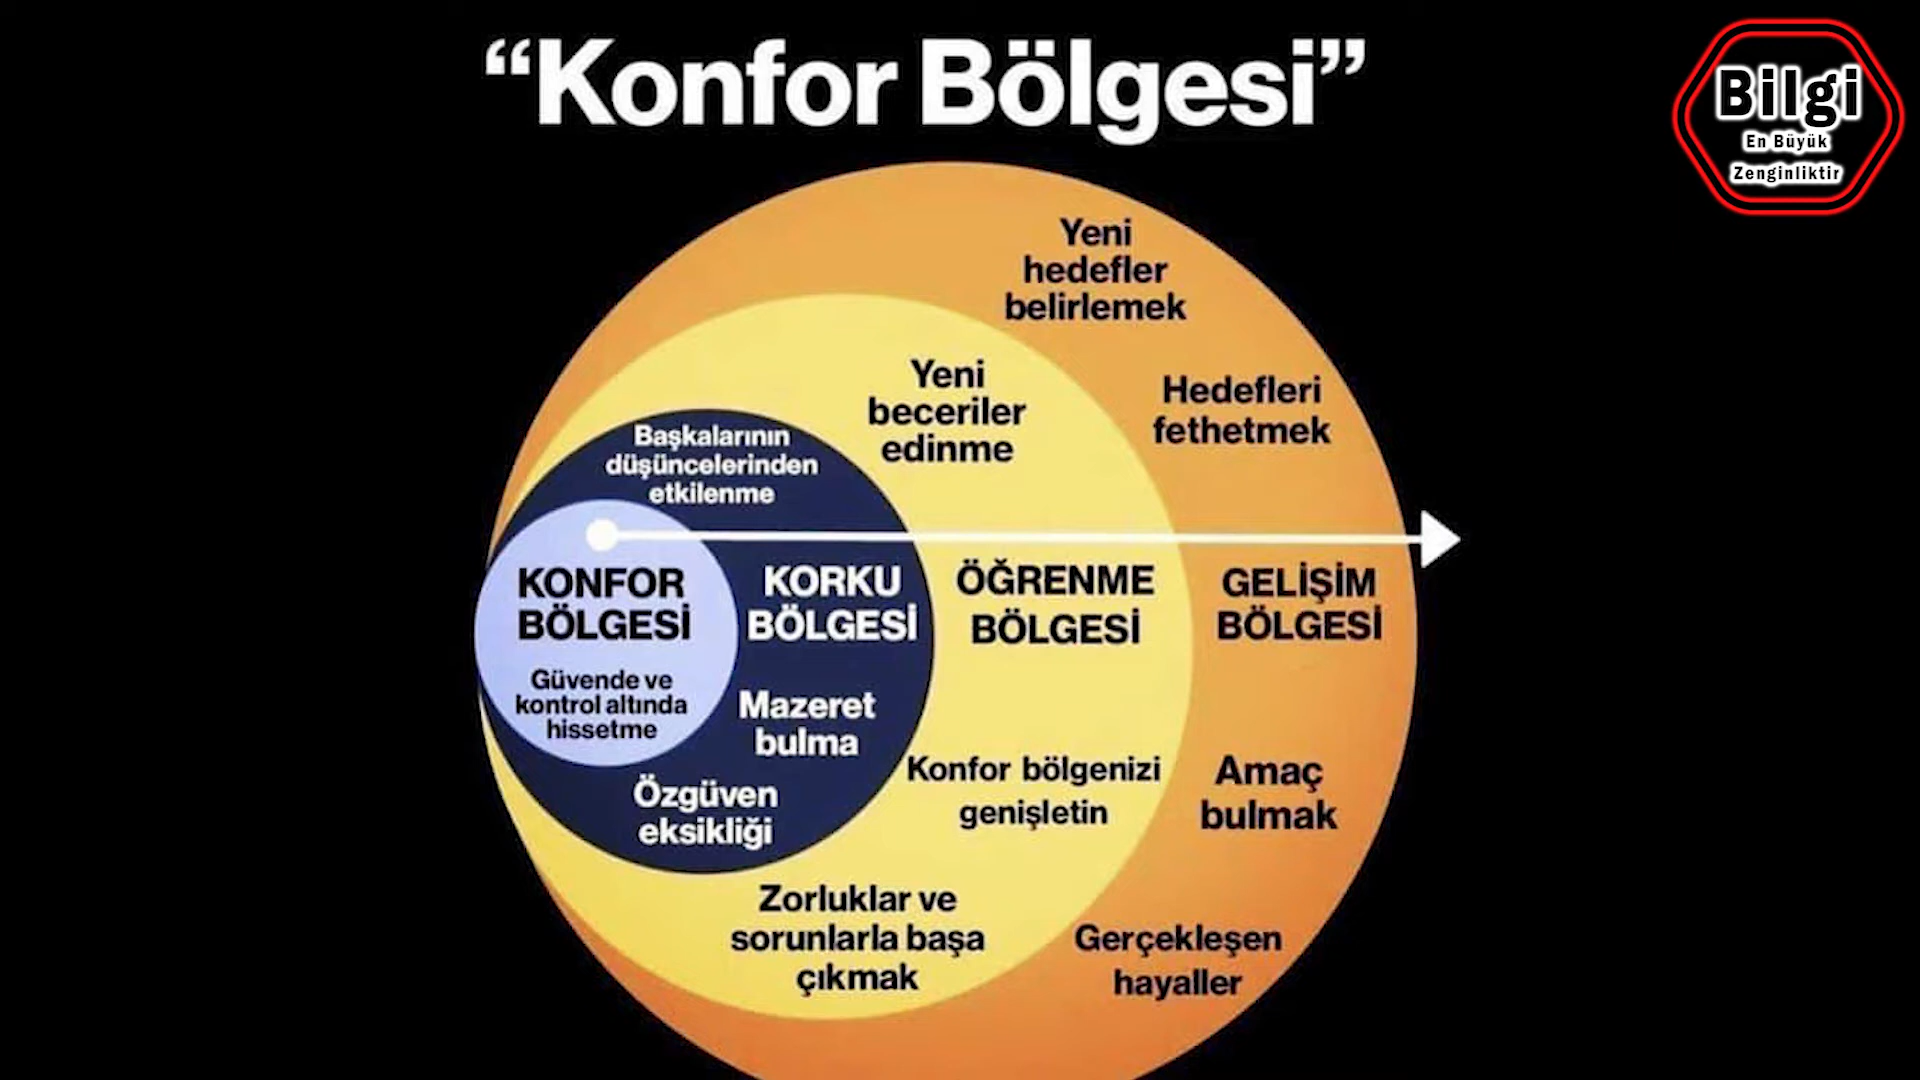 “Konfor Bölgesi”
Bilgi
En Büyük
Zenginliktir
Yeni
hedefler
belirlemek
Hedefleri
fethetmek
Yeni
beceriler
edinme
Başkalarının
düşüncelerinden
etkilenme
KONFOR
BÖLGESİ
Güvende ve
kontrol altında
hissetme
KORKU
BÖLGESİ
Mazeret
bulma
Özgüven
eksikliği
ÖĞRENME
BÖLGESİ
Konfor bölgenizi
genişletin
Zorluklar ve
sorunlarla başa
çıkmak
GELİŞİM
BÖLGESİ
Amaç
bulmak
Gerçekleşen
hayaller